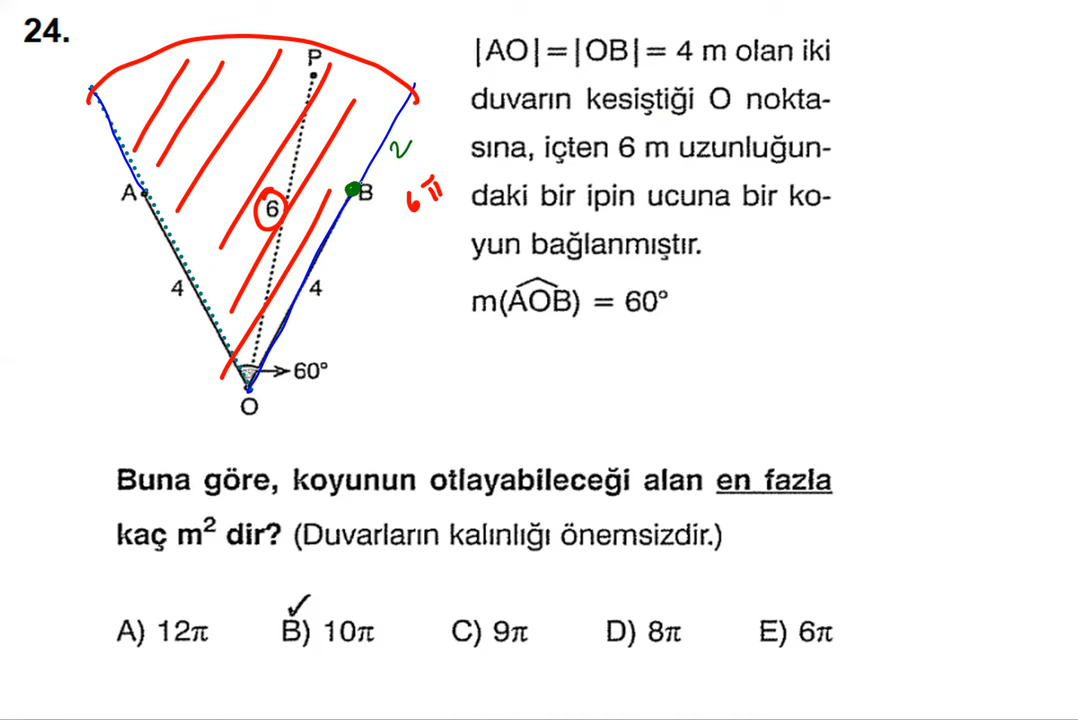 24.
P
A
B
2
6
6π
4
4
60°
O
|AO| = |OB| = 4 m olan iki
duvarın kesiştiği O nokta-
sına, içten 6 m uzunluğun-
daki bir ipin ucuna bir ko-
yun bağlanmıştır.
m(AOB) = 60°
Buna göre, koyunun otlayabileceği alan en fazla
kaç m² dir? (Duvarların kalınlığı önemsizdir.)
A) 12π B) 10π C) 9π D) 8π E) 6π